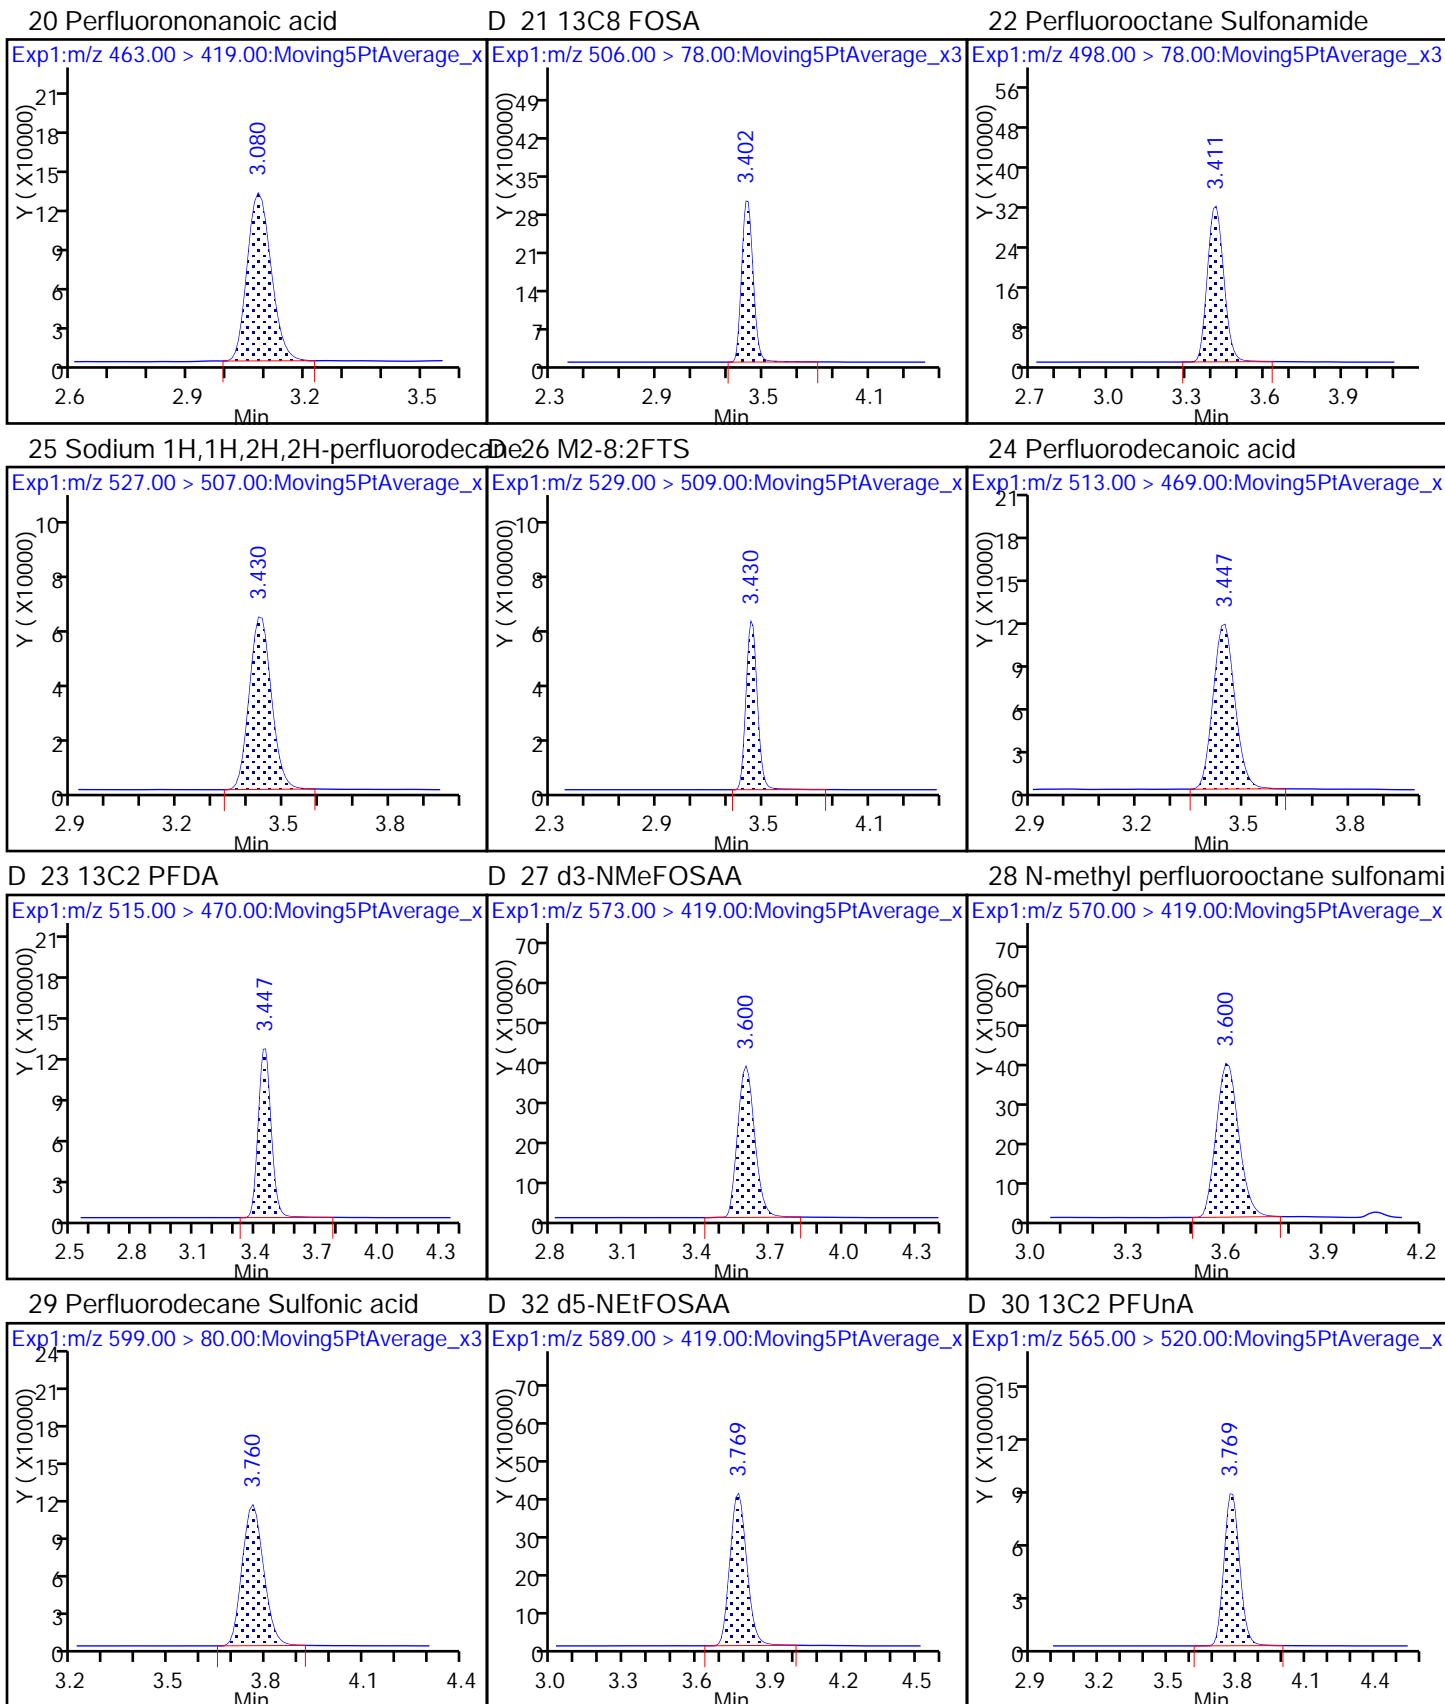 20 Perfluorononanoic acid
Exp1:m/z 463.00 > 419.00:Moving5PtAverage_x
Y ( X10000)
21
18
15
12
9
6
3
0
3.080
2.6 2.9 3.2 3.5
Min
D 21 13C8 FOSA
Exp1:m/z 506.00 > 78.00:Moving5PtAverage_x3
Y ( X100000)
49
42
35
28
21
14
7
0
3.402
2.3 2.9 3.5 4.1
22 Perfluorooctane Sulfonamide
Exp1:m/z 498.00 > 78.00:Moving5PtAverage_x3
Y ( X10000)
56
48
40
32
24
16
8
0
3.411
2.7 3.0 3.3 3.6 3.9
Min
25 Sodium 1H,1H,2H,2H-perfluorodecane
Exp1:m/z 527.00 > 507.00:Moving5PtAverage_x
Y ( X10000)
10
8
6
4
2
0
3.430
2.9 3.2 3.5 3.8
Min
D 26 M2-8:2FTS
Exp1:m/z 529.00 > 509.00:Moving5PtAverage_x
Y ( X100000)
10
8
6
4
2
0
3.430
2.3 2.9 3.5 4.1
Min
24 Perfluorodecanoic acid
Exp1:m/z 513.00 > 469.00:Moving5PtAverage_x
Y ( X10000)
21
18
15
12
9
6
3
0
3.447
2.9 3.2 3.5 3.8
Min
D 23 13C2 PFDA
Exp1:m/z 515.00 > 470.00:Moving5PtAverage_x
Y ( X100000)
21
18
15
12
9
6
3
0
3.447
2.5 2.8 3.1 3.4 3.7 4.0 4.3
Min
D 27 d3-NMeFOSAA
Exp1:m/z 573.00 > 419.00:Moving5PtAverage_x
Y ( X10000)
70
60
50
40
30
20
10
0
3.600
2.8 3.1 3.4 3.7 4.0 4.3
Min
28 N-methyl perfluorooctane sulfonami
Exp1:m/z 570.00 > 419.00:Moving5PtAverage_x
Y ( X1000)
70
60
50
40
30
20
10
0
3.600
3.0 3.3 3.6 3.9 4.2
Min
29 Perfluorodecane Sulfonic acid
Exp1:m/z 599.00 > 80.00:Moving5PtAverage_x3
Y ( X10000)
24
21
18
15
12
9
6
3
0
3.760
3.2 3.5 3.8 4.1 4.4
Min
D 32 d5-NEtFOSAA
Exp1:m/z 589.00 > 419.00:Moving5PtAverage_x
Y ( X10000)
70
60
50
40
30
20
10
0
3.769
3.0 3.3 3.6 3.9 4.2 4.5
Min
D 30 13C2 PFUnA
Exp1:m/z 565.00 > 520.00:Moving5PtAverage_x
Y ( X100000)
15
12
9
6
3
0
3.769
2.9 3.2 3.5 3.8 4.1 4.4
Min